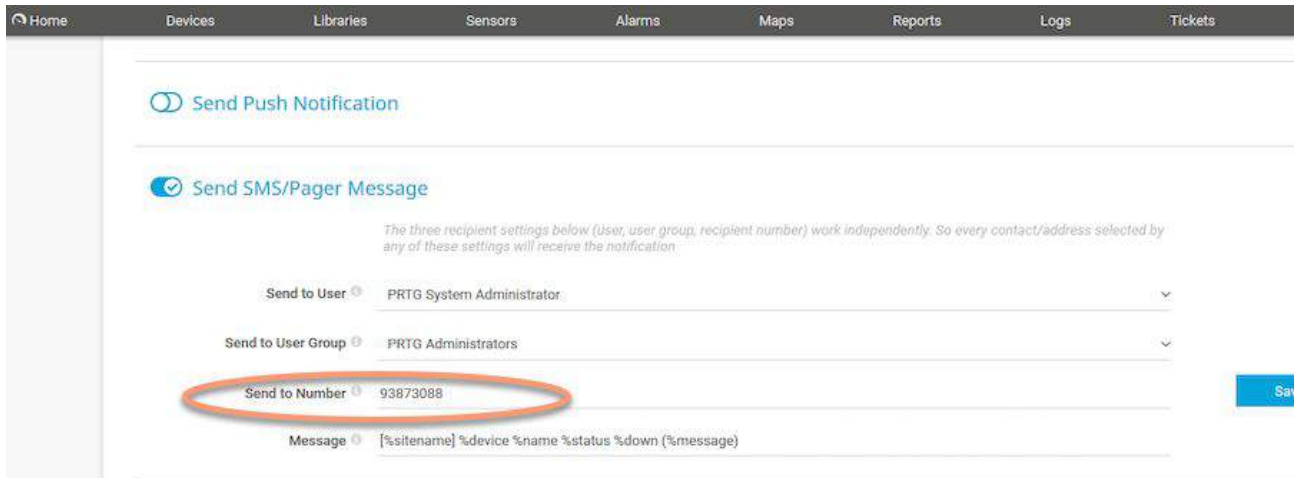 Home Devices Libraries Sensors Alarms Maps Reports Logs Tickets
Send Push Notification
Send SMS/Pager Message
The three recipient settings below (user, user group, recipient number) work independently. So every contact/address selected by
any of these settings will receive the notification
Send to User PRTG System Administrator
Send to User Group PRTG Administrators
Send to Number 93873088
Message [%sitename] %device %name %status %down (%message)